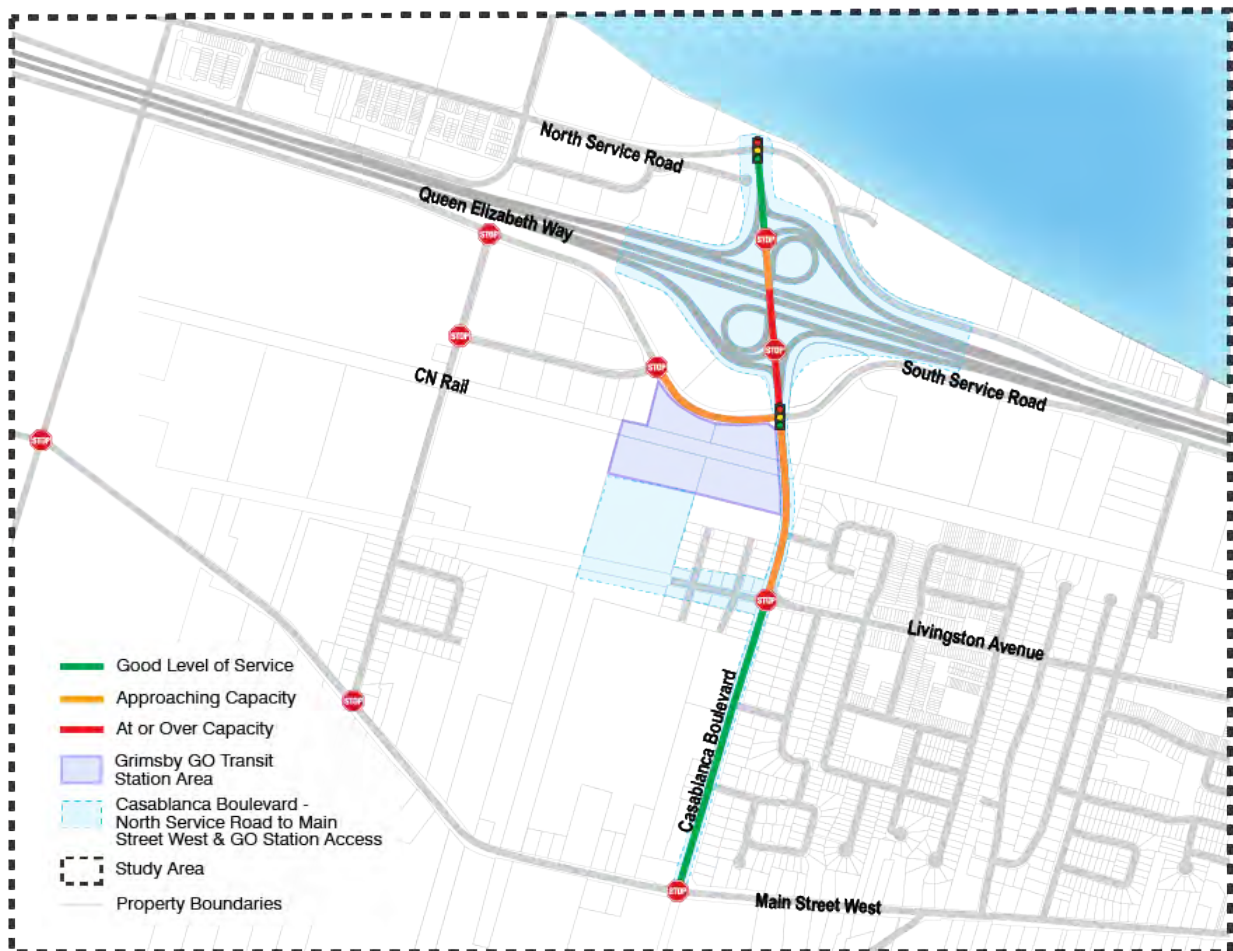 North Service Road
Queen Elizabeth Way
STOP
STOP
STOP
STOP
STOP
CN Rail
South Service Road
STOP
STOP
Livingston Avenue
Good Level of Service
Approaching Capacity
At or Over Capacity
Grimsby GO Transit
Station Area
Casablanca Boulevard -
North Service Road to Main
Street West & GO Station Access
Study Area
Property Boundaries
STOP
Casablanca Boulevard
STOP
Main Street West